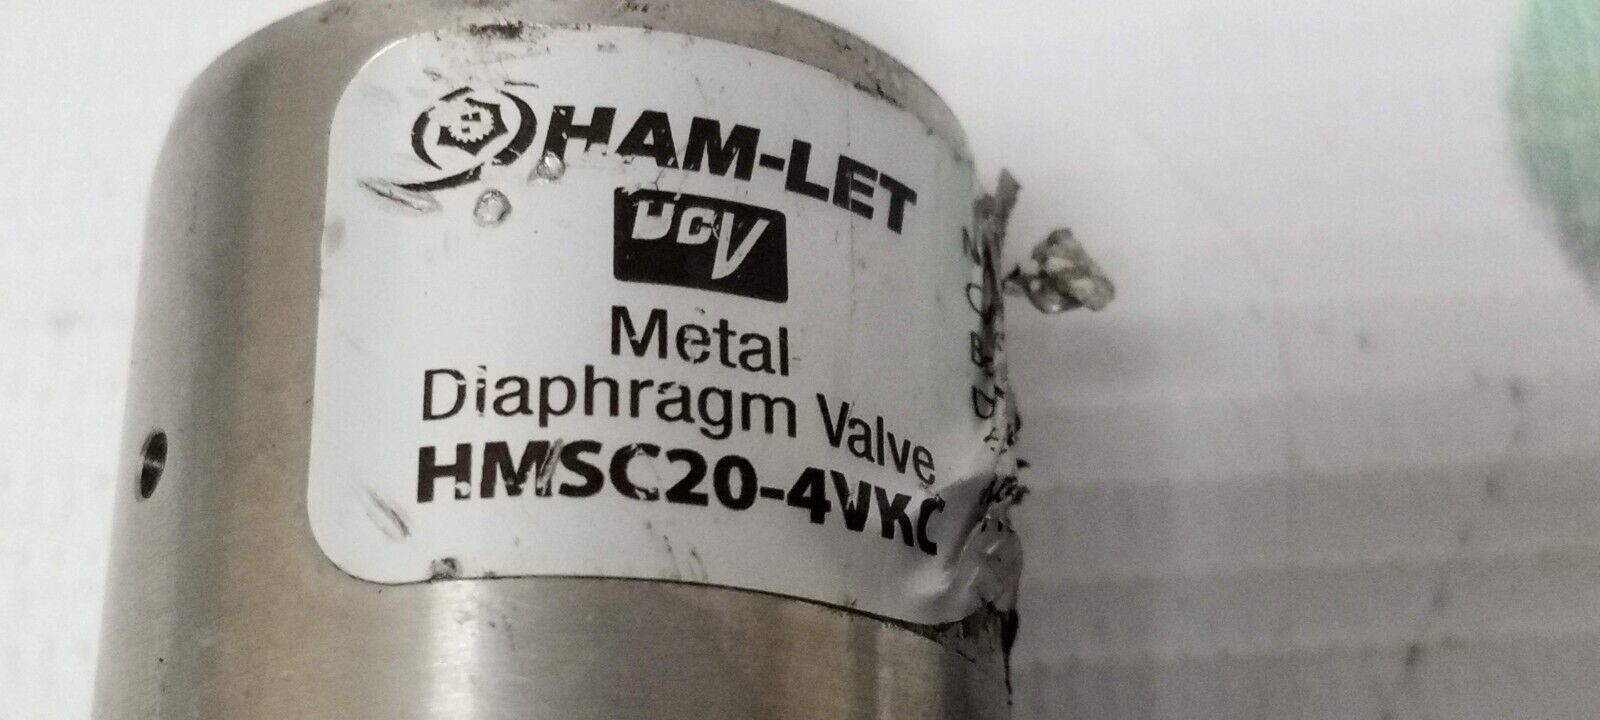 HAM-LET
UCV
Metal
Diaphragm Valve
HMSC20-4VKC